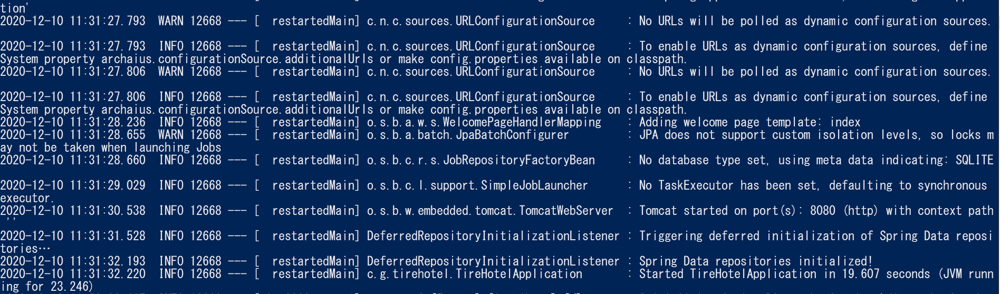 tion'
2020-12-10 11:31:27.793  WARN 12668 --- [  restartedMain] c.n.c.sources.URLConfigurationSource     : No URLs will be polled as dynamic configuration sources.
2020-12-10 11:31:27.793  INFO 12668 --- [  restartedMain] c.n.c.sources.URLConfigurationSource     : To enable URLs as dynamic configuration sources, define
System property archaius.configurationSource.additionalUrls or make config.properties available on classpath.
2020-12-10 11:31:27.806  WARN 12668 --- [  restartedMain] c.n.c.sources.URLConfigurationSource     : No URLs will be polled as dynamic configuration sources.
2020-12-10 11:31:27.806  INFO 12668 --- [  restartedMain] c.n.c.sources.URLConfigurationSource     : To enable URLs as dynamic configuration sources, define
System property archaius.configurationSource.additionalUrls or make config.properties available on classpath.
2020-12-10 11:31:28.236  INFO 12668 --- [  restartedMain] o.s.b.a.w.s.WelcomePageHandlerMapping    : Adding welcome page template: index
2020-12-10 11:31:28.655  WARN 12668 --- [  restartedMain] o.s.b.a.batch.JpaBatchConfigurer         : JPA does not support custom isolation levels, so locks m
ay not be taken when launching Jobs
2020-12-10 11:31:28.660  INFO 12668 --- [  restartedMain] o.s.b.c.r.s.JobRepositoryFactoryBean     : No database type set, using meta data indicating: SQLITE
2020-12-10 11:31:29.029  INFO 12668 --- [  restartedMain] o.s.b.c.l.support.SimpleJobLauncher      : No TaskExecutor has been set, defaulting to synchronous
executor.
2020-12-10 11:31:30.538  INFO 12668 --- [  restartedMain] o.s.b.w.embedded.tomcat.TomcatWebServer  : Tomcat started on port(s): 8080 (http) with context path
 ''
2020-12-10 11:31:31.528  INFO 12668 --- [  restartedMain] DeferredRepositoryInitializationListener : Triggering deferred initialization of Spring Data reposi
tories…
2020-12-10 11:31:32.193  INFO 12668 --- [  restartedMain] DeferredRepositoryInitializationListener : Spring Data repositories initialized!
2020-12-10 11:31:32.220  INFO 12668 --- [  restartedMain] c.g.tirehotel.TireHotelApplication       : Started TireHotelApplication in 19.607 seconds (JVM runn
ing for 23.246)